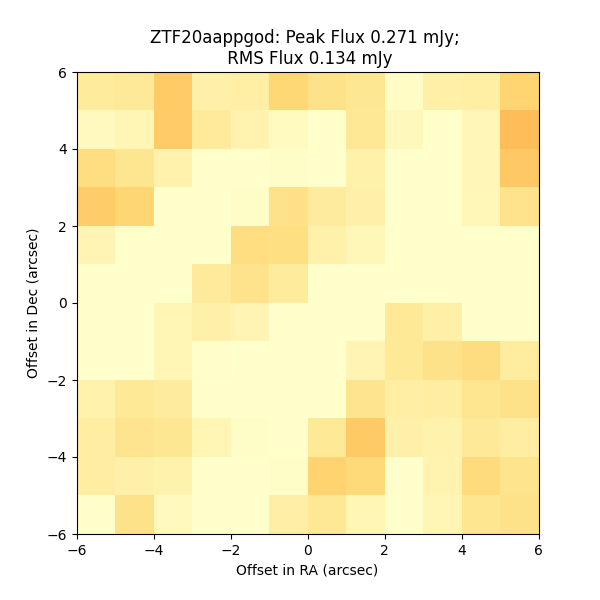 ZTF20aappgod: Peak Flux 0.271 mJy;
RMS Flux 0.134 mJy
6
4
2
0
−2
−4
−6
Offset in Dec (arcsec)
−6 −4 −2 0 2 4 6
Offset in RA (arcsec)